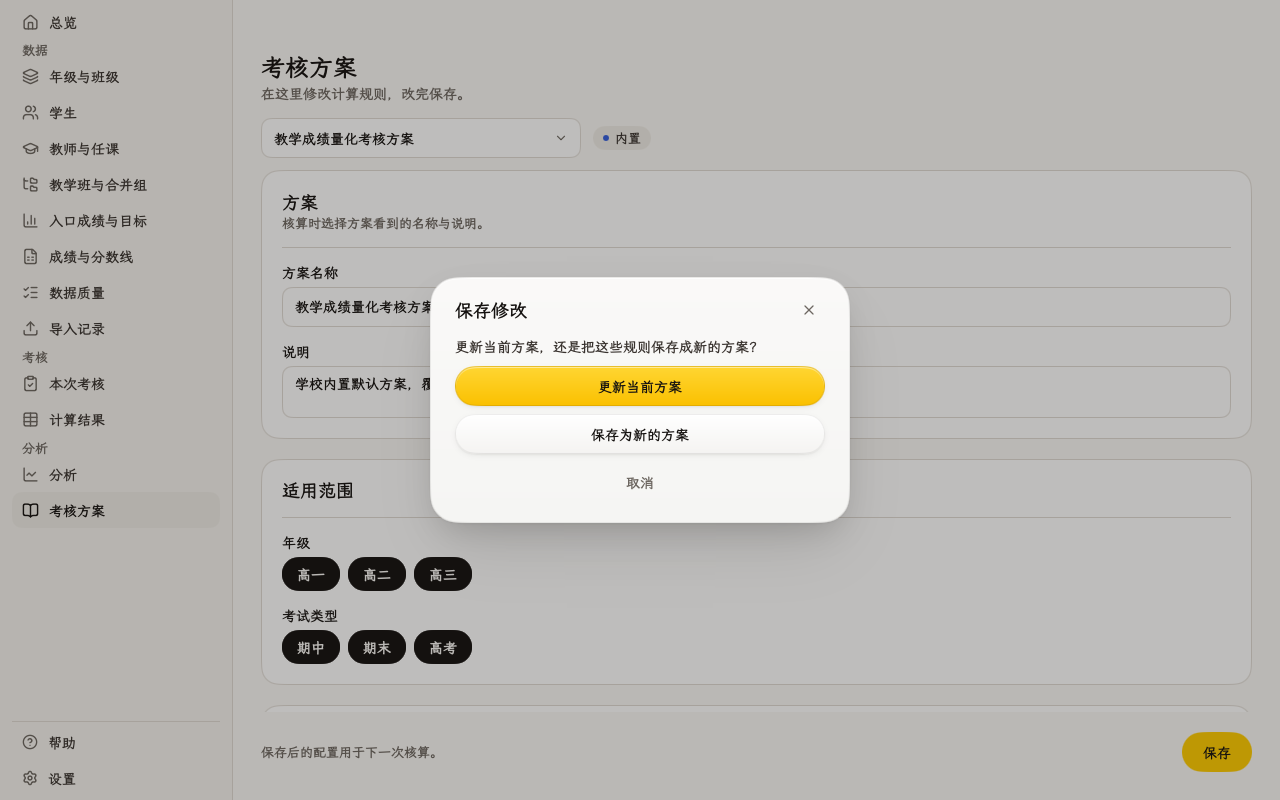 总览
数据
年级与班级
学生
教师与任课
教学班与合并组
入口成绩与目标
成绩与分数线
数据质量
导入记录
考核
本次考核
计算结果
分析
分析
考核方案
帮助
设置
考核方案
在这里修改计算规则，改完保存。
教学成绩量化考核方案
内置
方案
核算时选择方案看到的名称与说明。
方案名称
教学成绩量化考核方案
说明
学校内置默认方案，覆
适用范围
年级
高一 高二 高三
考试类型
期中 期末 高考
保存后的配置用于下一次核算。
保存
保存修改
更新当前方案，还是把这些规则保存成新的方案？
更新当前方案
保存为新的方案
取消